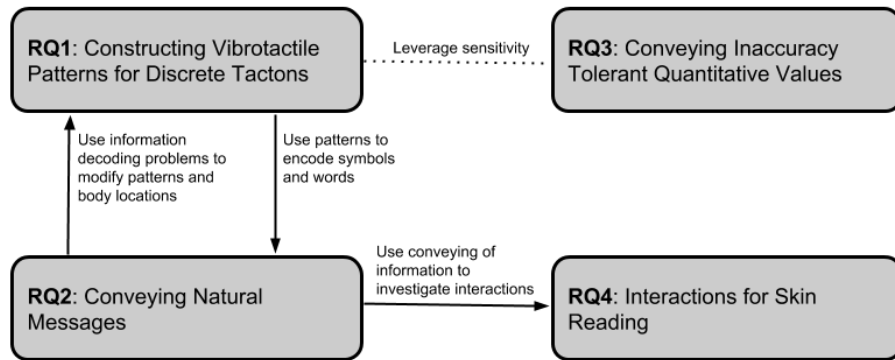 RQ1: Constructing Vibrotactile
Patterns for Discrete Tactons
Leverage sensitivity
RQ3: Conveying Inaccuracy
Tolerant Quantitative Values
Use information
decoding problems to
modify patterns and
body locations
Use patterns to
encode symbols
and words
RQ2: Conveying Natural
Messages
Use conveying of
information to
investigate interactions
RQ4: Interactions for Skin
Reading